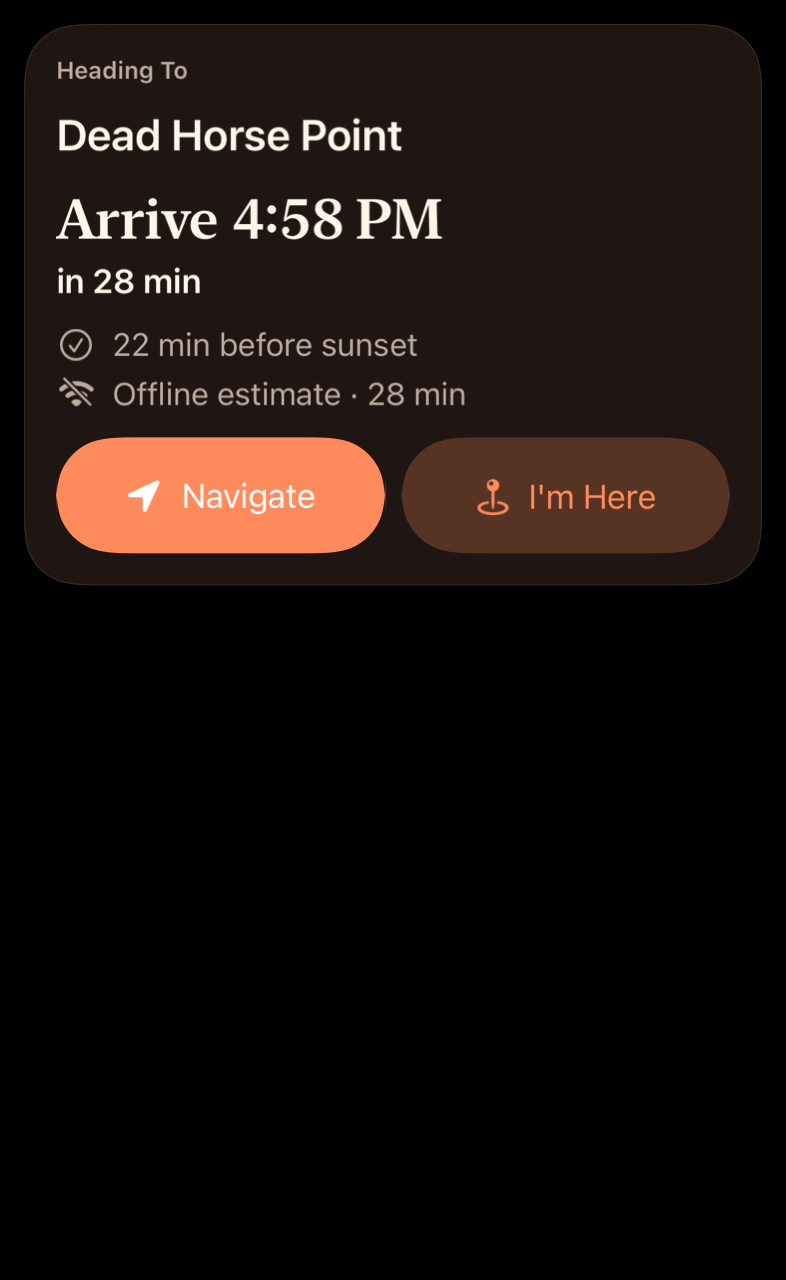 Heading To
Dead Horse Point
Arrive 4:58 PM
in 28 min
22 min before sunset
Offline estimate · 28 min
Navigate
I'm Here